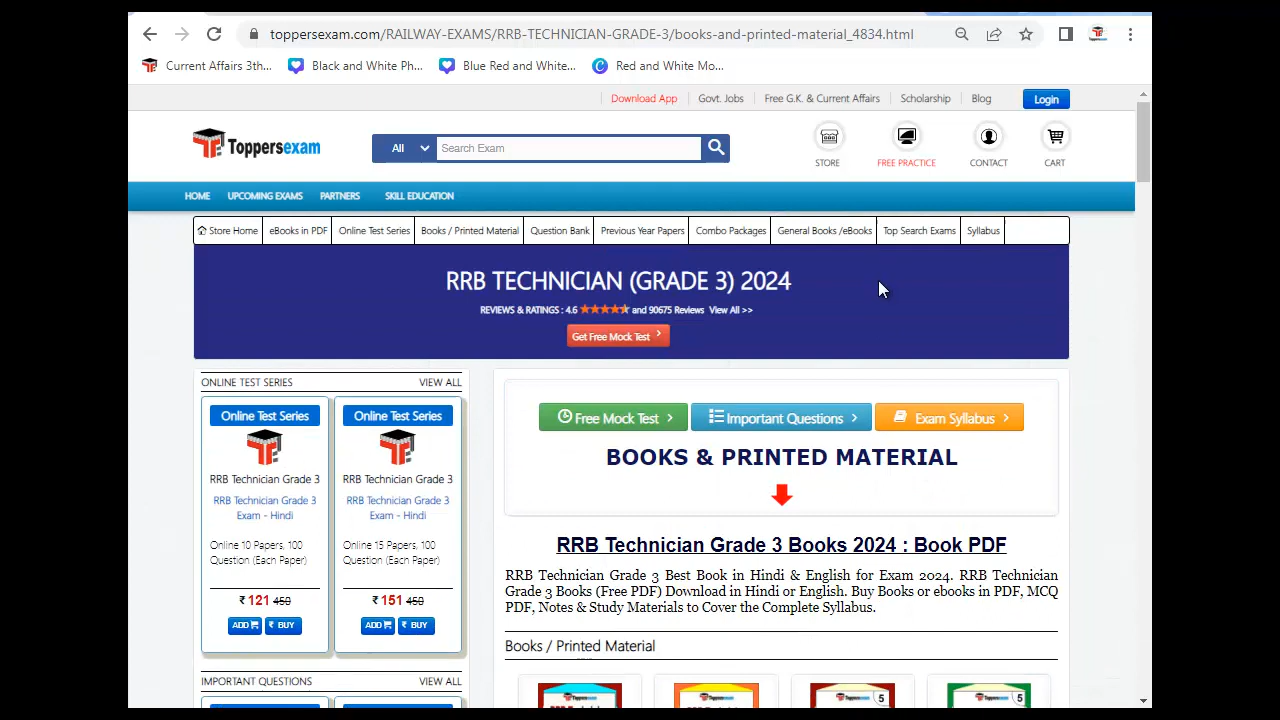 toppersexam.com/RAILWAY-EXAMS/RRB-TECHNICIAN-GRADE-3/books-and-printed-material_4834.html
Current Affairs 3th... Black and White Ph... Blue Red and White... Red and White Mo...
Download App Govt. Jobs Free G.K. & Current Affairs Scholarship Blog Login
Toppersexam All Search Exam
STORE FREE PRACTICE CONTACT CART
HOME UPCOMING EXAMS PARTNERS SKILL EDUCATION
Store Home eBooks in PDF Online Test Series Books / Printed Material Question Bank Previous Year Papers Combo Packages General Books /eBooks Top Search Exams Syllabus
RRB TECHNICIAN (GRADE 3) 2024
REVIEWS & RATINGS : 4.6 and 90675 Reviews View All >>
Get Free Mock Test
ONLINE TEST SERIES VIEW ALL
Online Test Series
RRB Technician Grade 3
RRB Technician Grade 3
Exam - Hindi
Online 10 Papers, 100
Question (Each Paper)
₹ 121 450
ADD ₹ BUY
Online Test Series
RRB Technician Grade 3
RRB Technician Grade 3
Exam - Hindi
Online 15 Papers, 100
Question (Each Paper)
₹ 151 450
ADD ₹ BUY
IMPORTANT QUESTIONS VIEW ALL
Free Mock Test Important Questions Exam Syllabus
BOOKS & PRINTED MATERIAL
RRB Technician Grade 3 Books 2024 : Book PDF
RRB Technician Grade 3 Best Book in Hindi & English for Exam 2024. RRB Technician
Grade 3 Books (Free PDF) Download in Hindi or English. Buy Books or ebooks in PDF, MCQ
PDF, Notes & Study Materials to Cover the Complete Syllabus.
Books / Printed Material
Toppersexam Toppersexam Toppersexam 5 Toppersexam 5